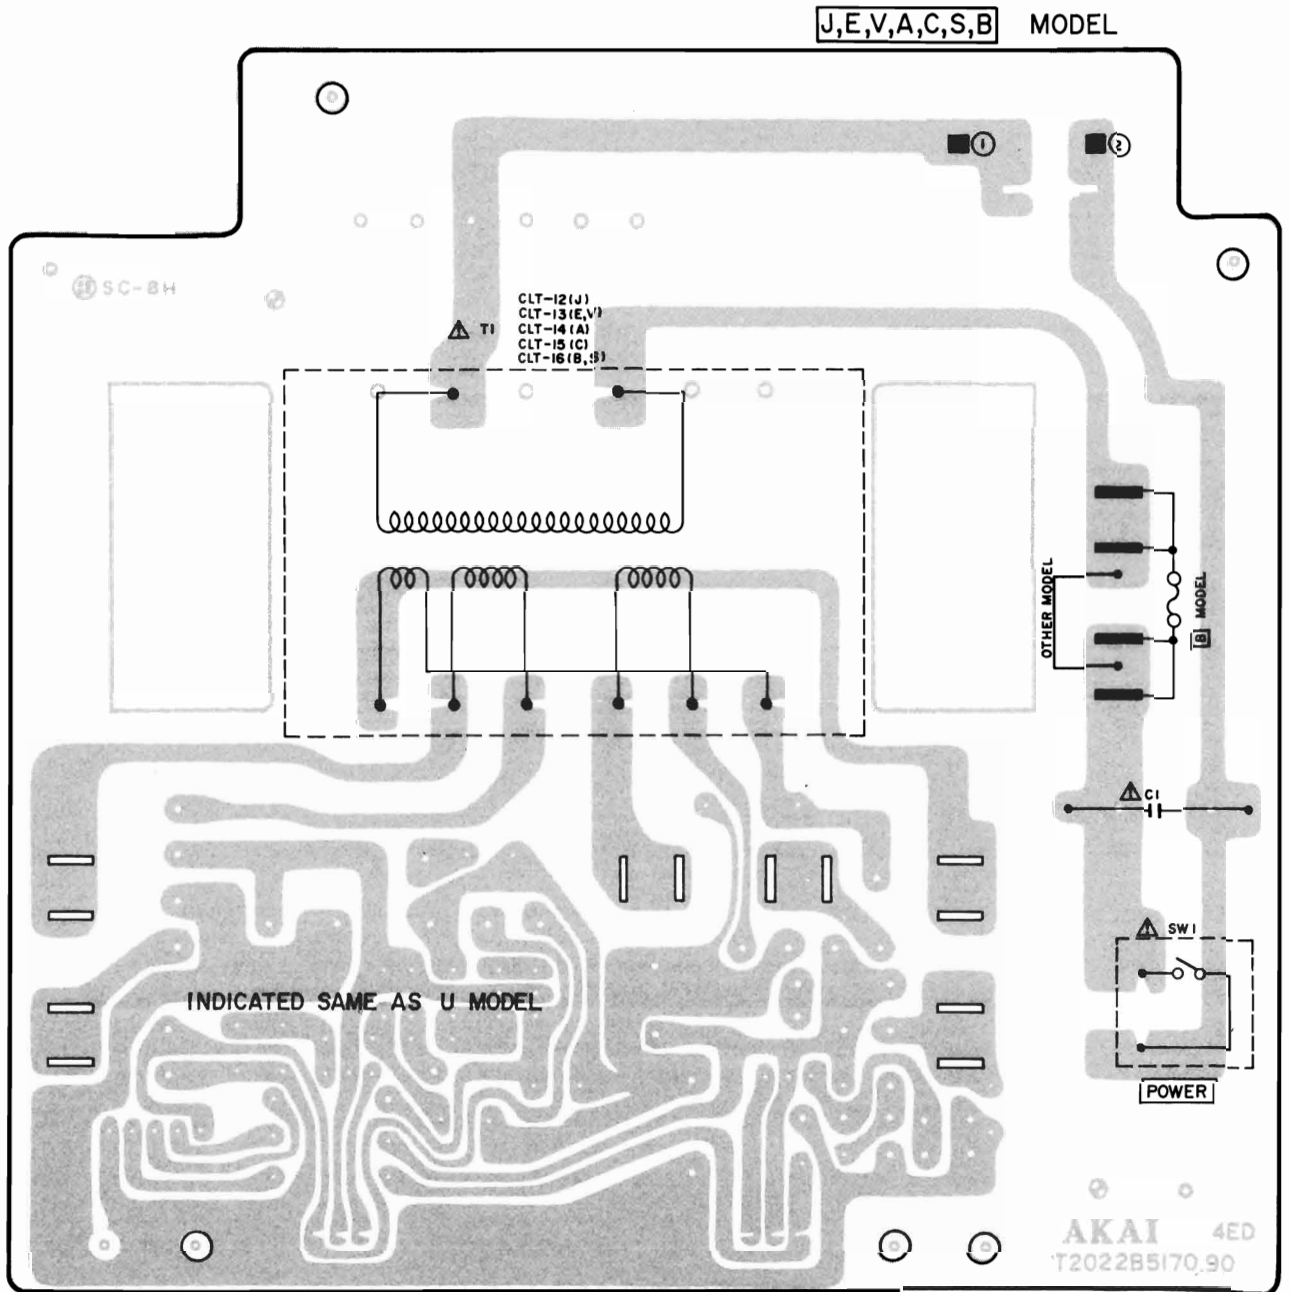 J,E,V,A,C,S,B MODEL
1
2
SC-8H
T1
CLT-12(J)
CLT-13(E,V)
CLT-14(A)
CLT-15(C)
CLT-16(B,S)
OTHER MODEL
B MODEL
C1
SW1
INDICATED SAME AS U MODEL
POWER
AKAI 4ED
T2022B5170.90